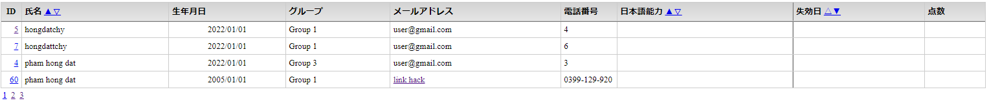 ID 氏名 ▲▽ 生年月日 グループ メールアドレス 電話番号 日本語能力 ▲▽ 失効日 △▼ 点数
5 hongdatchy 2022/01/01 Group 1 user@gmail.com 4
7 hongdattchy 2022/01/01 Group 1 user@gmail.com 6
4 pham hong dat 2022/01/01 Group 3 user@gmail.com 3
60 pham hong dat 2005/01/01 Group 1 link hack 0399-129-920
1 2 3